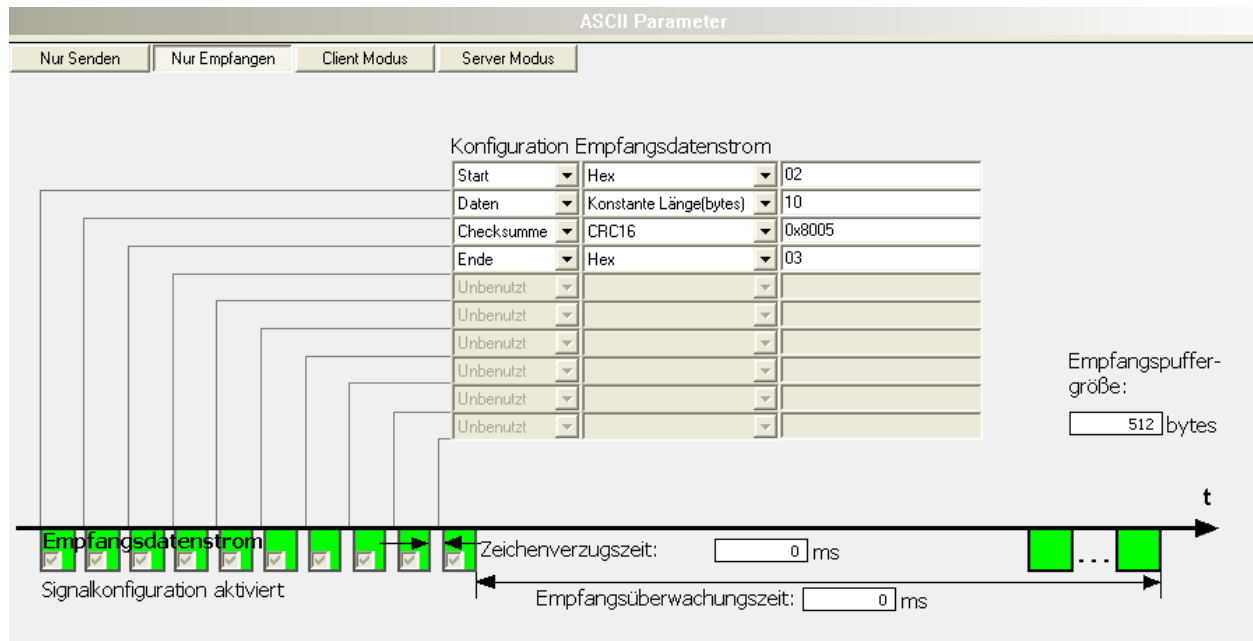 ASCII Parameter
Nur Senden
Nur Empfangen
Client Modus
Server Modus
Konfiguration Empfangsdatenstrom
Start Hex 02
Daten Konstante Länge(bytes) 10
Checksumme CRC16 0x8005
Ende Hex 03
Unbenutzt
Unbenutzt
Unbenutzt
Unbenutzt
Unbenutzt
Unbenutzt
Empfangspuffer-
größe:
512 bytes
t
Empfangsdatenstrom
Zeichenverzugszeit: 0 ms
...
Signalkonfiguration aktiviert
Empfangsüberwachungszeit: 0 ms